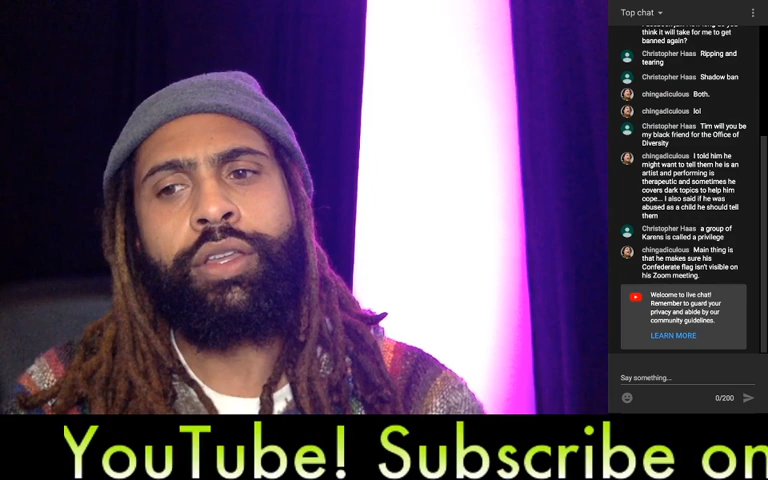 Top chat
think it will take for me to get
banned again?
Christopher Haas Ripping and
tearing
Christopher Haas Shadow ban
chingadiculous Both.
chingadiculous lol
Christopher Haas Tim will you be
my black friend for the Office of
Diversity
chingadiculous I told him he
might want to tell them he is an
artist and performing is
therapeutic and sometimes he
covers dark topics to help him
cope... I also said if he was
abused as a child he should tell
them
Christopher Haas a group of
Karens is called a privilege
chingadiculous Main thing is
that he makes sure his
Confederate flag isn't visible on
his Zoom meeting.
Welcome to live chat!
Remember to guard your
privacy and abide by our
community guidelines.
LEARN MORE
Say something...
0/200
YouTube! Subscribe on